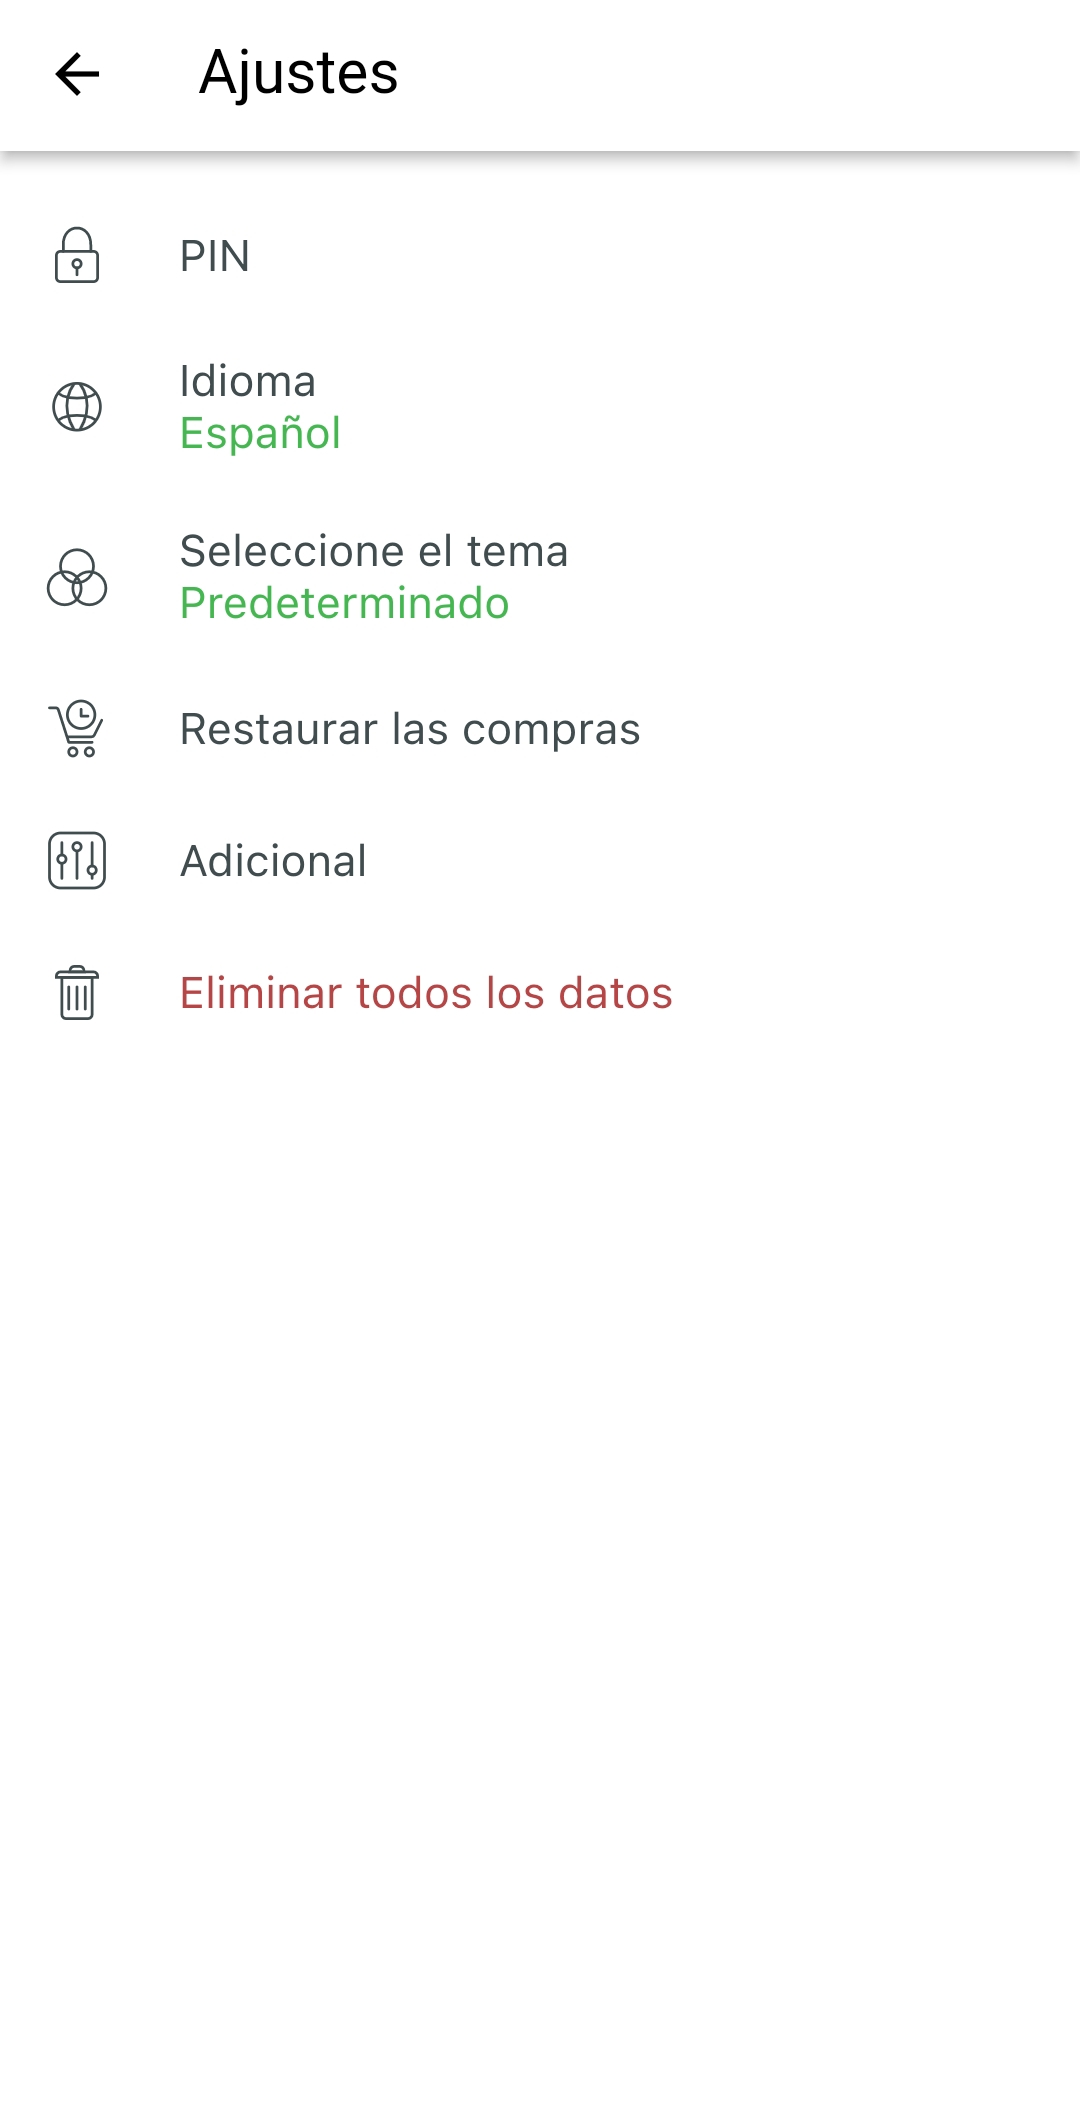 Ajustes
PIN
Idioma
Español
Seleccione el tema
Predeterminado
Restaurar las compras
Adicional
Eliminar todos los datos